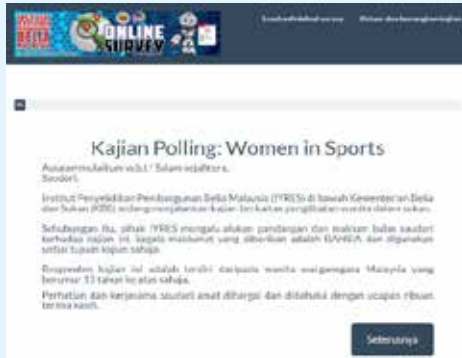 ONLINE
SURVEY
Kajian Polling: Women in Sports
Assalammulaikum w.b.t / Salam sejahtera,
Saudari,
Institut Penyelidikan Pembangunan Belia Malaysia (IYRES) di bawah Kementerian Belia
dan Sukan (KBS) sedang menjalankan kajian berkaitan penglibatan wanita dalam sukan.
Sehubungan itu, pihak IYRES mengalu-alukan pandangan dan maklum balas saudari
terhadap kajian ini. Segala maklumat yang diberikan adalah RAHSIA dan digunakan
untuk tujuan kajian sahaja.
Responden kajian ini adalah terdiri daripada wanita warganegara Malaysia yang
berumur 13 tahun ke atas sahaja.
Perhatian dan kerjasama saudari amat dihargai dan didahului dengan ucapan ribuan
terima kasih.
Seterusnya